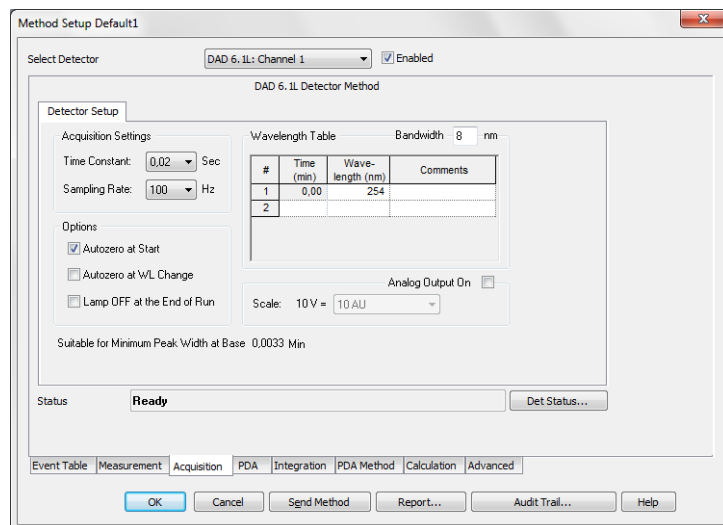 Method Setup Default1
Select Detector DAD 6.1L: Channel 1 Enabled
DAD 6.1L Detector Method
Detector Setup
Acquisition Settings
Time Constant: 0,02 Sec
Sampling Rate: 100 Hz
Wavelength Table Bandwidth 8 nm
# Time (min) Wave-length (nm) Comments
1 0,00 254
2
Options
Autozero at Start
Autozero at WL Change
Lamp OFF at the End of Run
Analog Output On
Scale: 10 V = 10 AU
Suitable for Minimum Peak Width at Base 0,0033 Min
Status Ready Det Status...
Event Table Measurement Acquisition PDA Integration PDA Method Calculation Advanced
OK Cancel Send Method Report... Audit Trail... Help